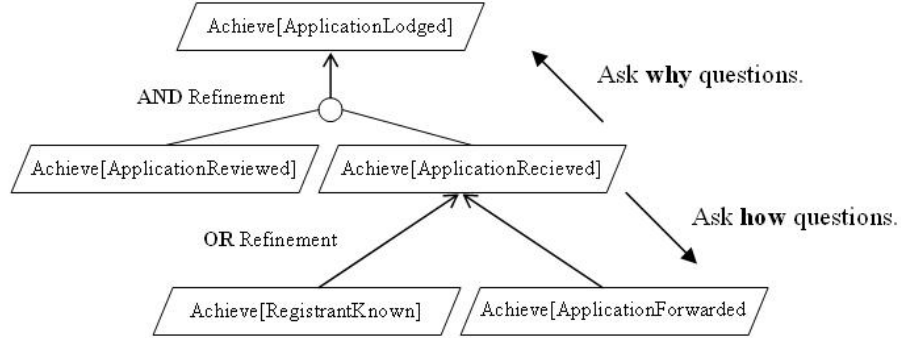 Achieve[ApplicationLodged]
Ask why questions.
AND Refinement
Achieve[ApplicationReviewed]
Achieve[ApplicationRecieved]
Ask how questions.
OR Refinement
Achieve[RegistrantKnown]
Achieve[ApplicationForwarded